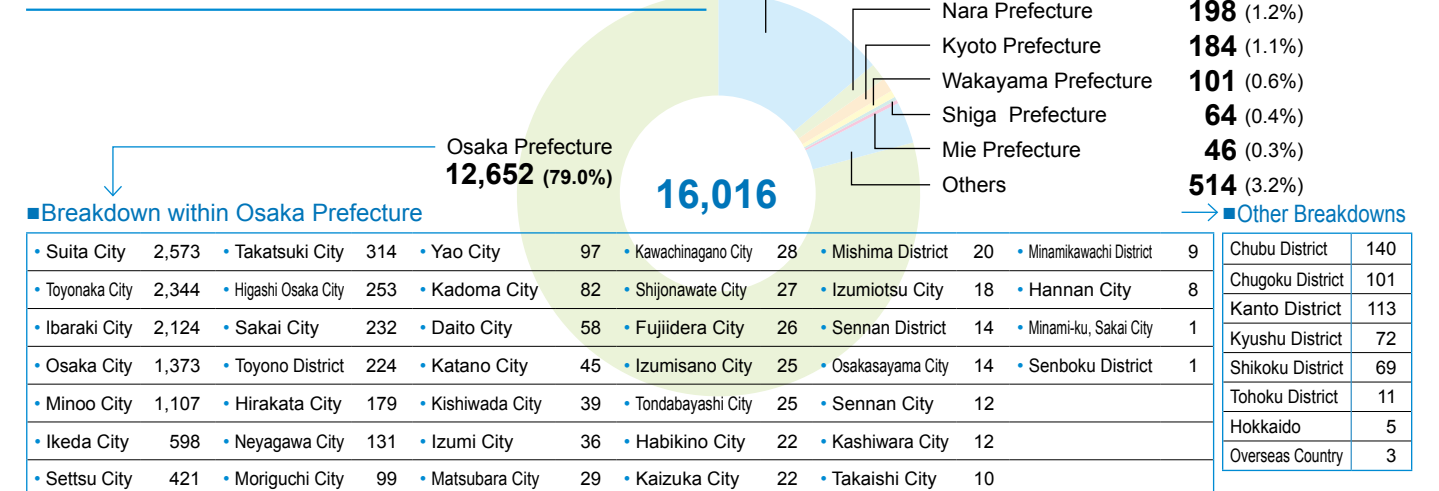 Nara Prefecture 198 (1.2%)
Kyoto Prefecture 184 (1.1%)
Wakayama Prefecture 101 (0.6%)
Shiga Prefecture 64 (0.4%)
Mie Prefecture 46 (0.3%)
Others 514 (3.2%)
Osaka Prefecture
12,652 (79.0%)
16,016
■Breakdown within Osaka Prefecture
• Suita City 2,573 • Takatsuki City 314 • Yao City 97 • Kawachinagano City 28 • Mishima District 20 • Minamikawachi District 9
• Toyonaka City 2,344 • Higashi Osaka City 253 • Kadoma City 82 • Shijonawate City 27 • Izumiotsu City 18 • Hannan City 8
• Ibaraki City 2,124 • Sakai City 232 • Daito City 58 • Fujiidera City 26 • Sennan District 14 • Minami-ku, Sakai City 1
• Osaka City 1,373 • Toyono District 224 • Katano City 45 • Izumisano City 25 • Osakasayama City 14 • Senboku District 1
• Minoo City 1,107 • Hirakata City 179 • Kishiwada City 39 • Tondabayashi City 25 • Sennan City 12
• Ikeda City 598 • Neyagawa City 131 • Izumi City 36 • Habikino City 22 • Kashiwara City 12
• Settsu City 421 • Moriguchi City 99 • Matsubara City 29 • Kaizuka City 22 • Takaishi City 10
■Other Breakdowns
Chubu District 140
Chugoku District 101
Kanto District 113
Kyushu District 72
Shikoku District 69
Tohoku District 11
Hokkaido 5
Overseas Country 3